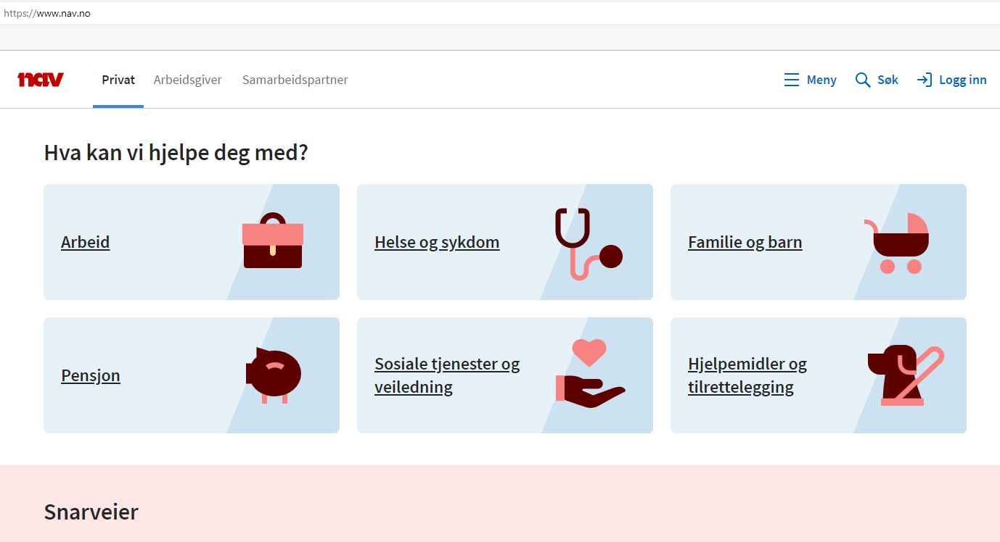 https://www.nav.no
nav
Privat Arbeidsgiver Samarbeidspartner Meny Søk Logg inn
Hva kan vi hjelpe deg med?
Arbeid
Helse og sykdom
Familie og barn
Pensjon
Sosiale tjenester og
veiledning
Hjelpemidler og
tilrettelegging
Snarveier